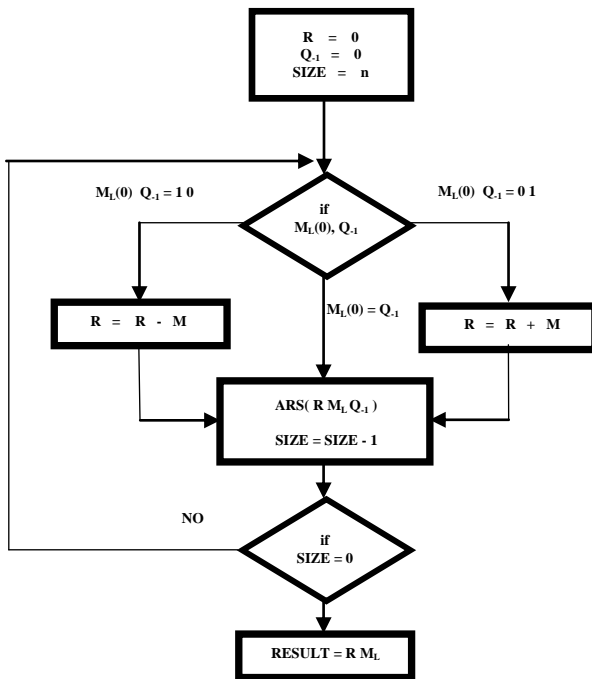 R = 0
Q-1 = 0
SIZE = n
ML(0) Q-1 = 1 0
ML(0) Q-1 = 0 1
if
ML(0), Q-1
ML(0) = Q-1
R = R - M
R = R + M
ARS( R ML Q-1 )
SIZE = SIZE - 1
NO
if
SIZE = 0
RESULT = R ML